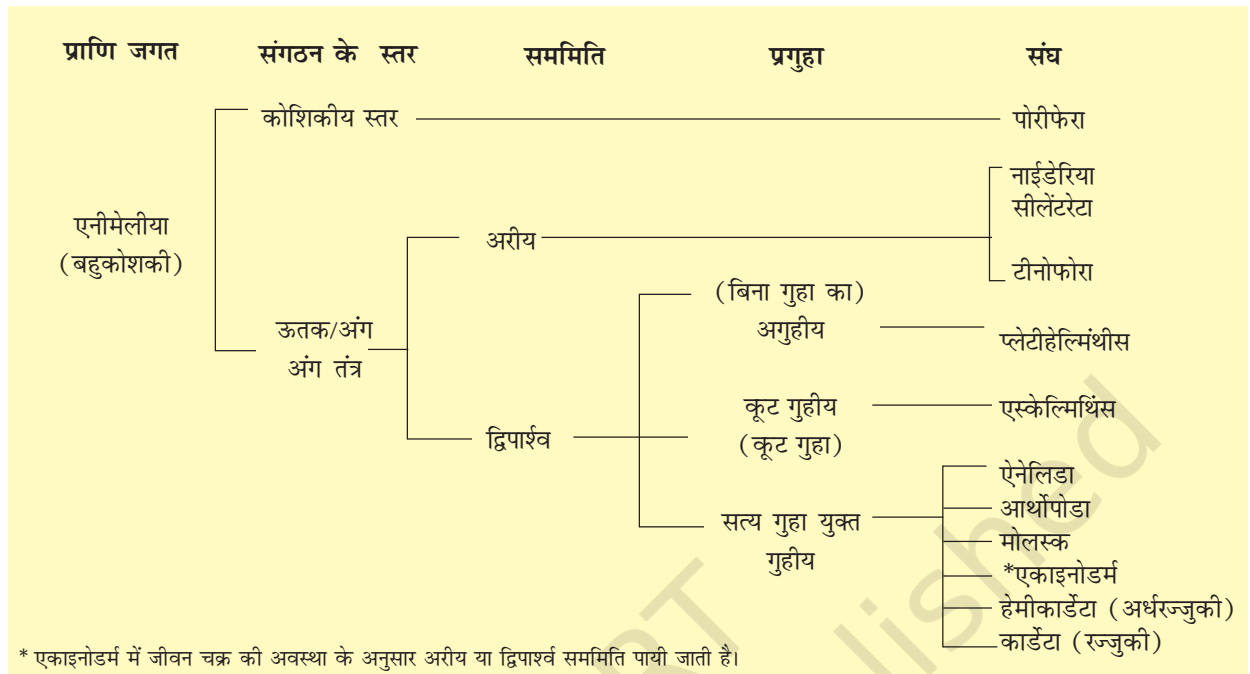 प्राणि जगत संगठन के स्तर सममिति प्रगुहा संघ
कोशिकीय स्तर पोरीफेरा
नाईडेरिया
सीलेंटरेटा
एनीमेलीया
(बहुकोशकी)
अरीय
टीनोफोरा
(बिना गुहा का)
अगुहीय
ऊतक/अंग
अंग तंत्र
प्लेटीहेल्मिंथीस
कूट गुहीय
(कूट गुहा)
एस्केल्मिथिंस
द्विपार्श्व
ऐनेलिडा
सत्य गुहा युक्त
गुहीय
आर्थोपोडा
मोलस्क
*एकाइनोडर्म
हेमीकार्डेटा (अर्धरज्जुकी)
कार्डेटा (रज्जुकी)
* एकाइनोडर्म में जीवन चक्र की अवस्था के अनुसार अरीय या द्विपार्श्व सममिति पायी जाती है।